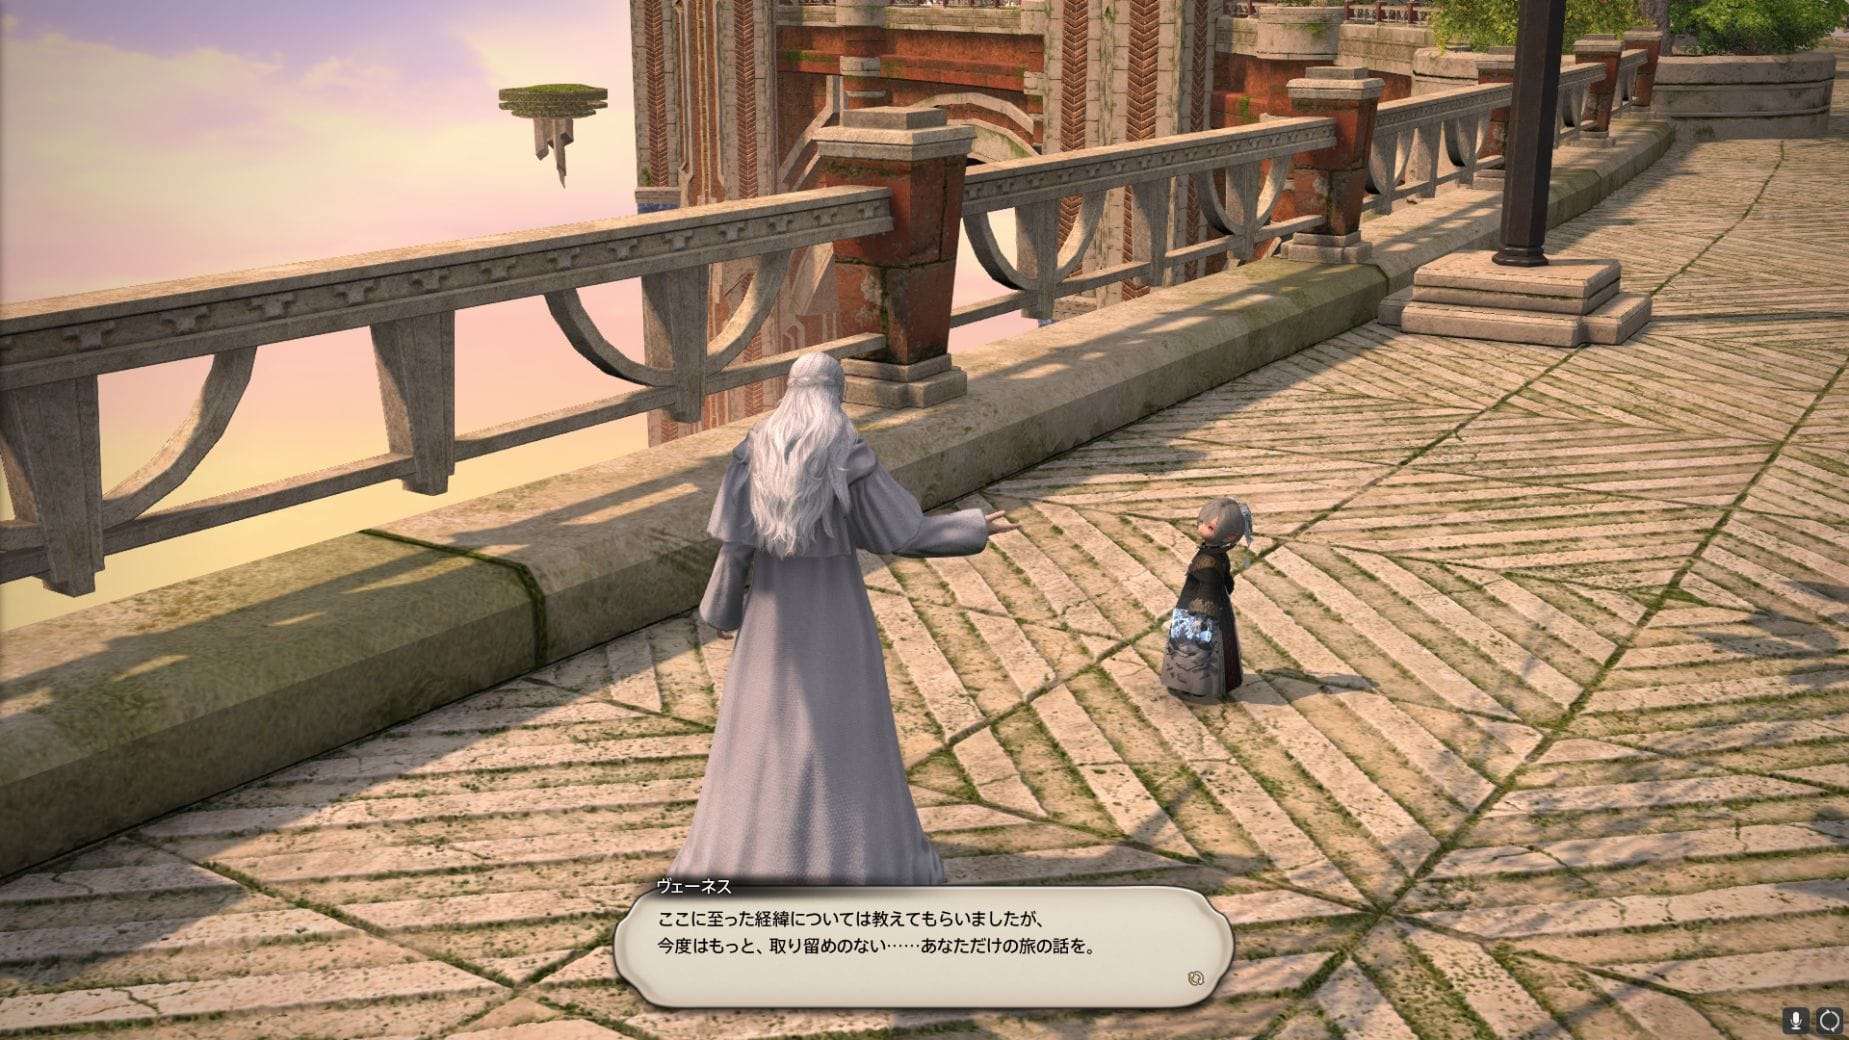 ヴェーネス
ここに至った経緯については教えてもらいましたが、
今度はもっと、取り留めのない……あなただけの旅の話を。